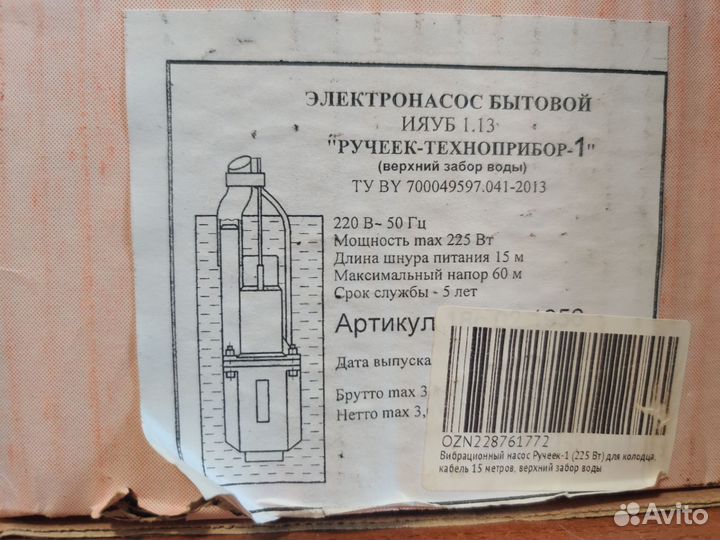 ЭЛЕКТРОНАСОС БЫТОВОЙ
ИЯУБ 1.13
"РУЧЕЕК-ТЕХНОПРИБОР-1"
(верхний забор воды)
ТУ BY 700049597.041-2013
220 В~ 50 Гц
Мощность max 225 Вт
Длина шнура питания 15 м
Максимальный напор 60 м
Срок службы - 5 лет
Артикул
Дата выпуска
Брутто max 3,
Нетто max 3,
OZN228761772
Вибрационный насос Ручеек-1 (225 Вт) для колодца,
кабель 15 метров, верхний забор воды
Avito